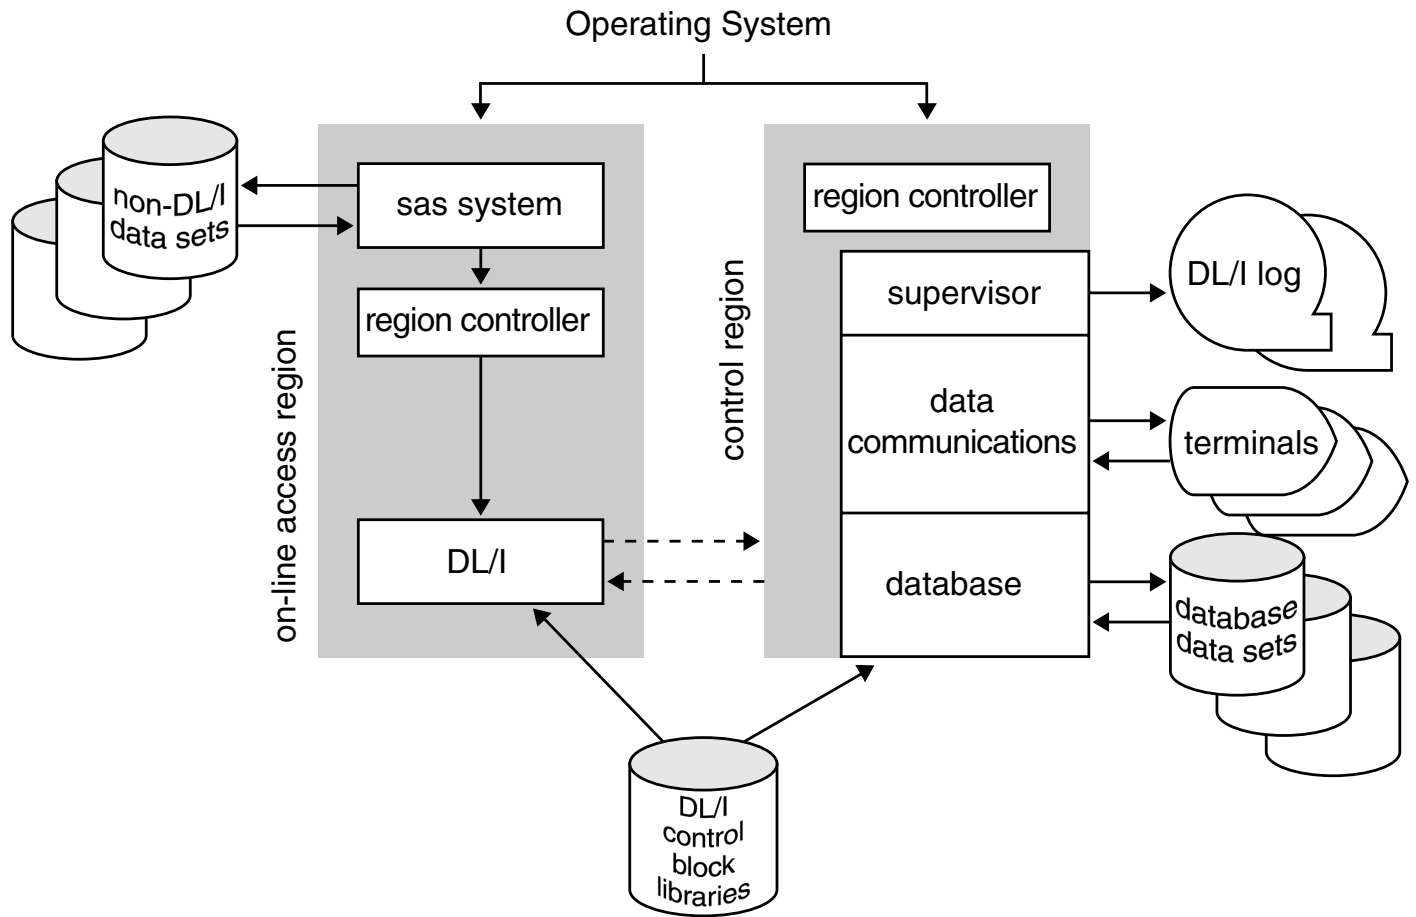 Operating System
non-DL/I
data sets
sas system
region controller
DL/I
on-line access region
control region
region controller
supervisor
data
communications
database
DL/I log
terminals
database
data sets
DL/I
control
block
libraries